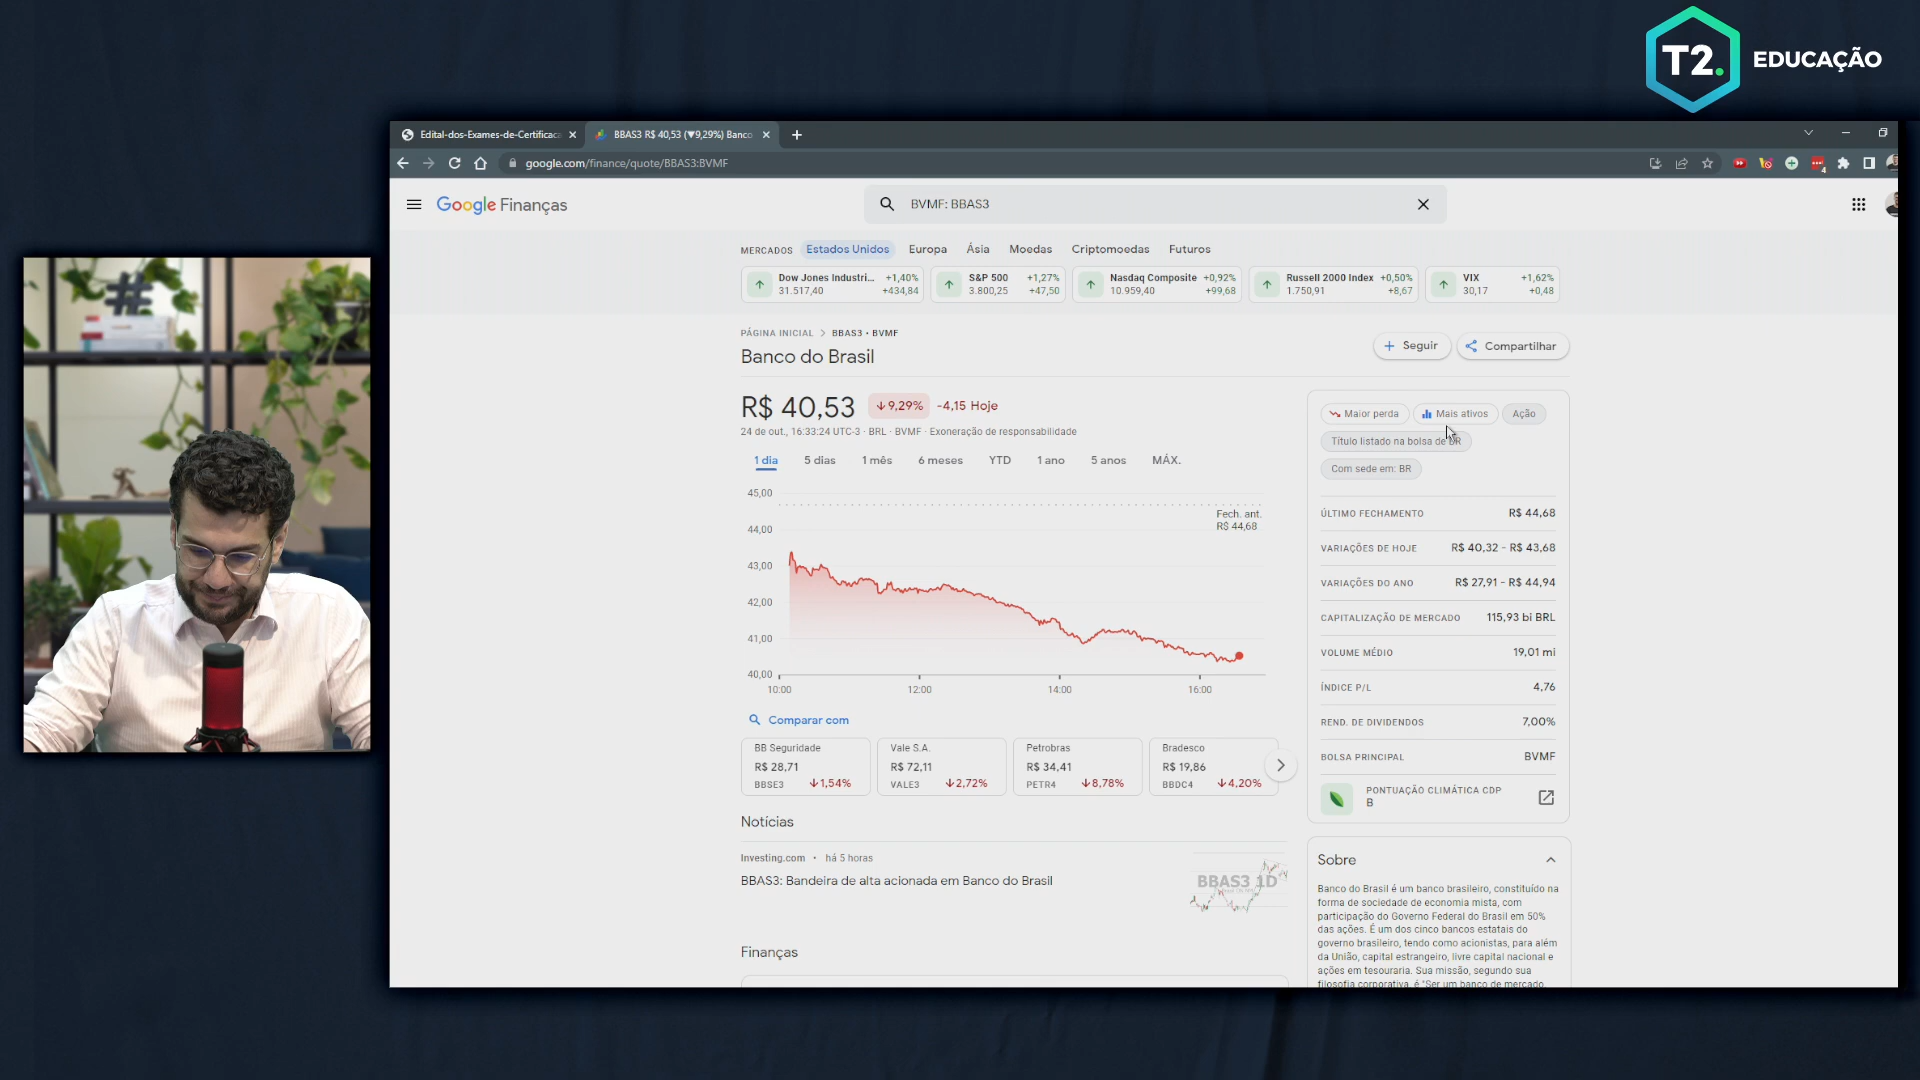 T2. EDUCAÇÃO
Edital-dos-Exames-de-Certificac
BBAS3 R$ 40,53 (▼9,29%) Banco
google.com/finance/quote/BBAS3:BVMF
4
Google Finanças
BVMF: BBAS3
MERCADOS Estados Unidos Europa Ásia Moedas Criptomoedas Futuros
Dow Jones Industri... +1,40%
31.517,40 +434,84
S&P 500 +1,27%
3.800,25 +47,50
Nasdaq Composite +0,92%
10.959,40 +99,68
Russell 2000 Index +0,50%
1.750,91 +8,67
VIX +1,62%
30,17 +0,48
PÁGINA INICIAL > BBAS3 • BVMF
Banco do Brasil
+ Seguir
Compartilhar
R$ 40,53 ↓9,29% -4,15 Hoje
24 de out., 16:33:24 UTC-3 · BRL · BVMF · Exoneração de responsabilidade
1 dia 5 dias 1 mês 6 meses YTD 1 ano 5 anos MÁX.
45,00
Fech. ant.
R$ 44,68
44,00
43,00
42,00
41,00
40,00
10:00 12:00 14:00 16:00
Comparar com
BB Seguridade
R$ 28,71
BBSE3 ↓1,54%
Vale S.A.
R$ 72,11
VALE3 ↓2,72%
Petrobras
R$ 34,41
PETR4 ↓8,78%
Bradesco
R$ 19,86
BBDC4 ↓4,20%
Notícias
Investing.com • há 5 horas
BBAS3: Bandeira de alta acionada em Banco do Brasil
BBAS3 1D
Finanças
Maior perda Mais ativos Ação
Título listado na bolsa de BR
Com sede em: BR
ÚLTIMO FECHAMENTO R$ 44,68
VARIAÇÕES DE HOJE R$ 40,32 - R$ 43,68
VARIAÇÕES DO ANO R$ 27,91 - R$ 44,94
CAPITALIZAÇÃO DE MERCADO 115,93 bi BRL
VOLUME MÉDIO 19,01 mi
ÍNDICE P/L 4,76
REND. DE DIVIDENDOS 7,00%
BOLSA PRINCIPAL BVMF
PONTUAÇÃO CLIMÁTICA CDP
B
Sobre
Banco do Brasil é um banco brasileiro, constituído na
forma de sociedade de economia mista, com
participação do Governo Federal do Brasil em 50%
das ações. É um dos cinco bancos estatais do
governo brasileiro, tendo como acionistas, para além
da União, capital estrangeiro, livre capital nacional e
ações em tesouraria. Sua missão, segundo sua
filosofia corporativa, é "Ser um banco de mercado,